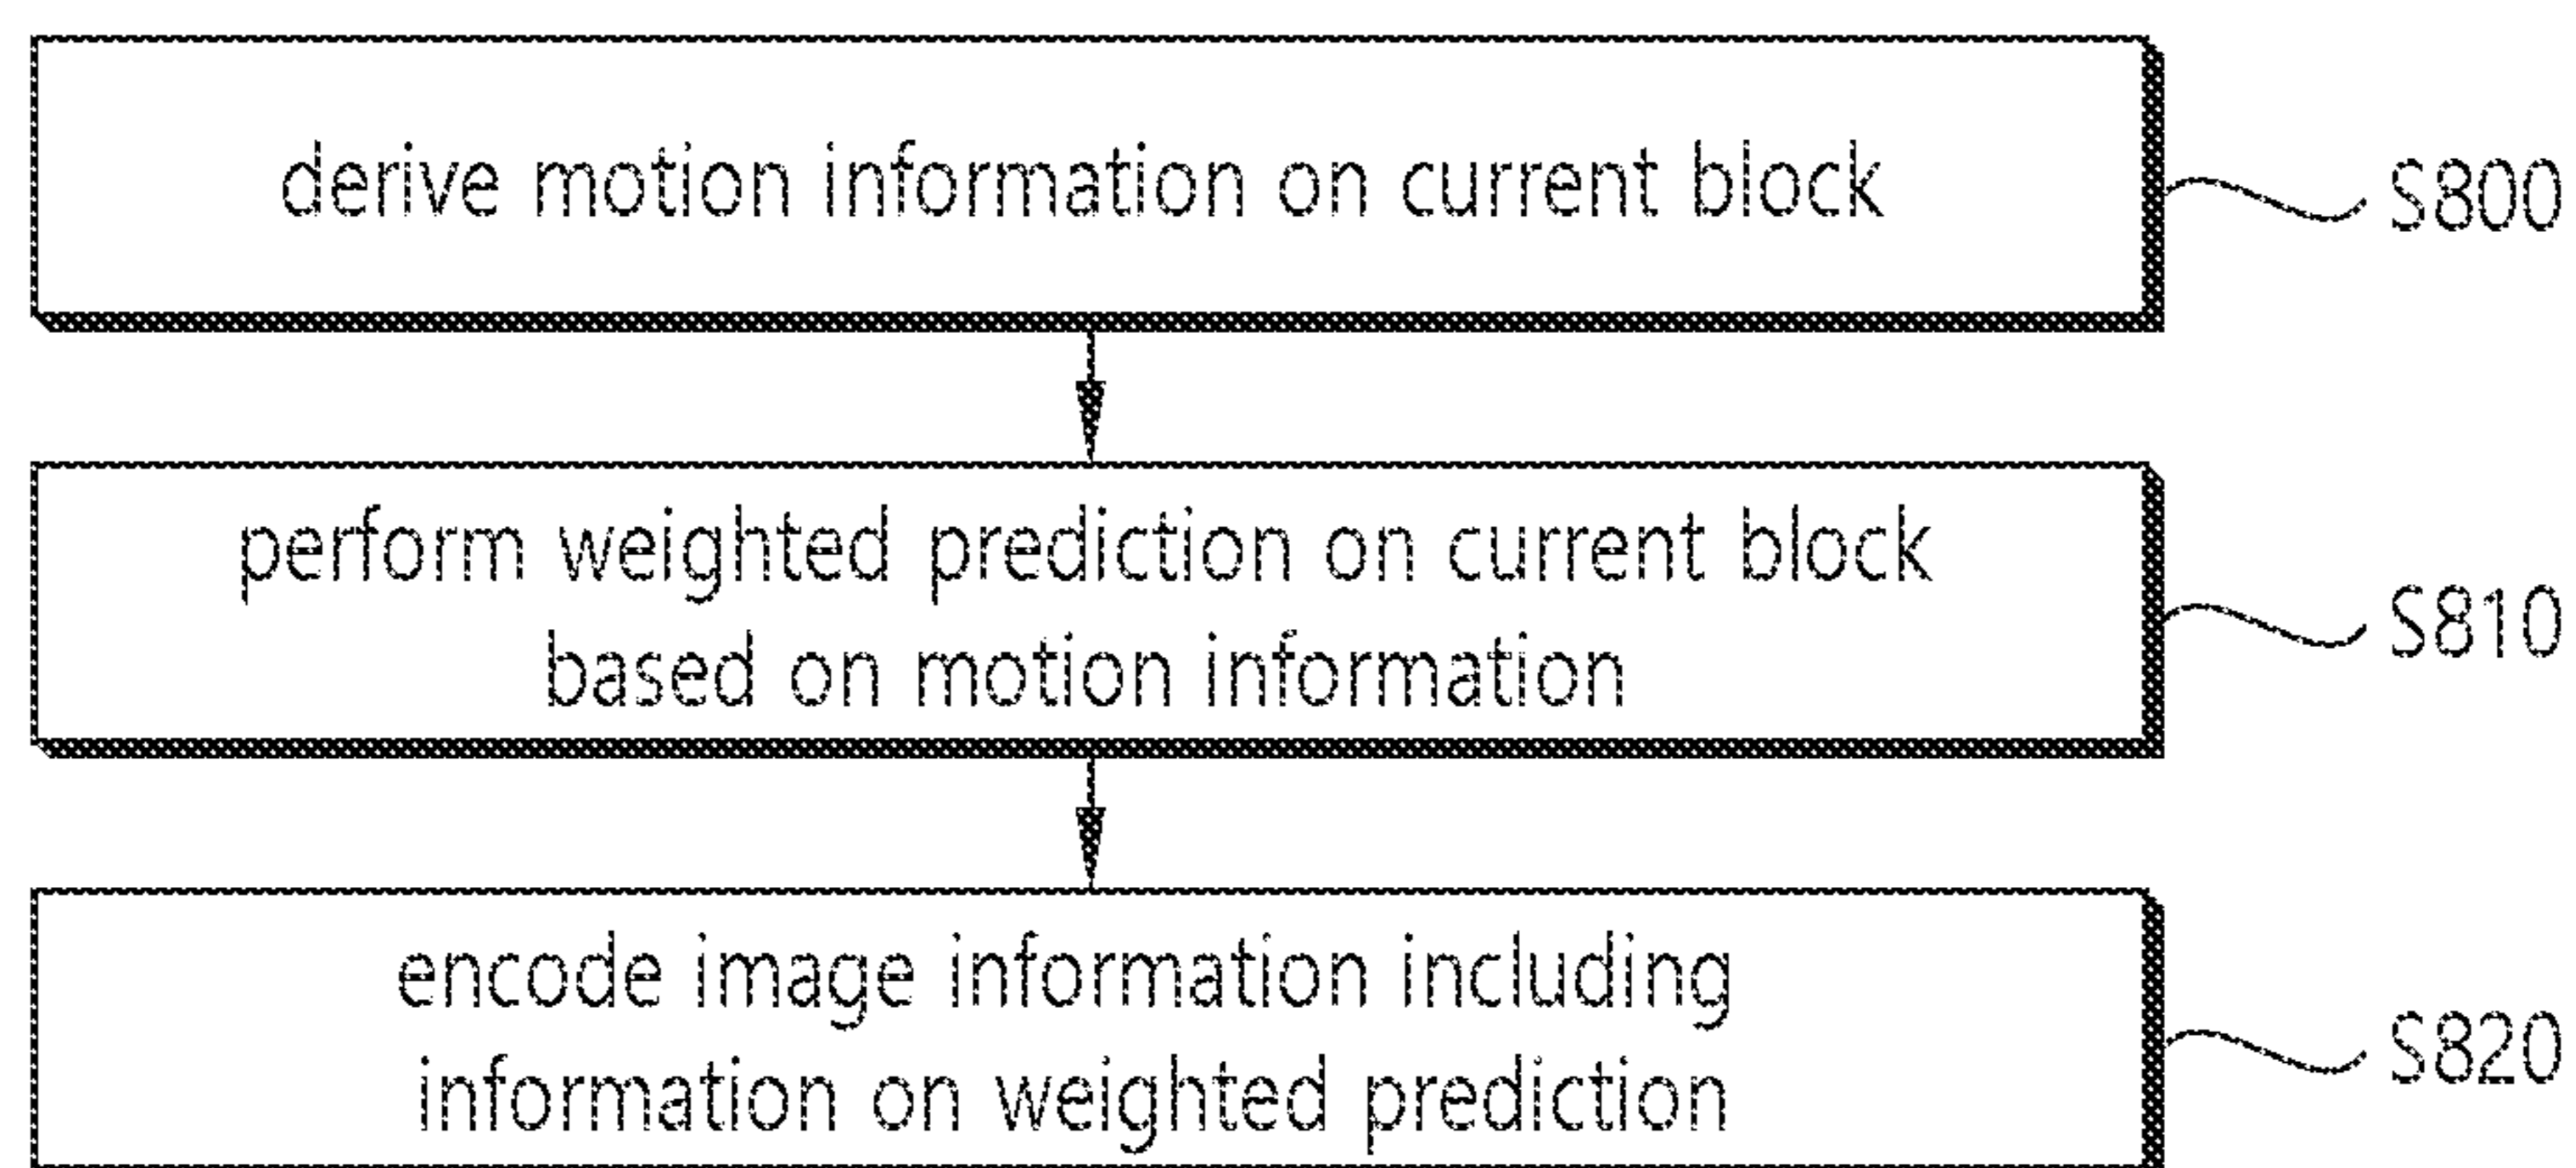 derive motion information on current block
S800
perform weighted prediction on current block
based on motion information
S810
encode image information including
information on weighted prediction
S820